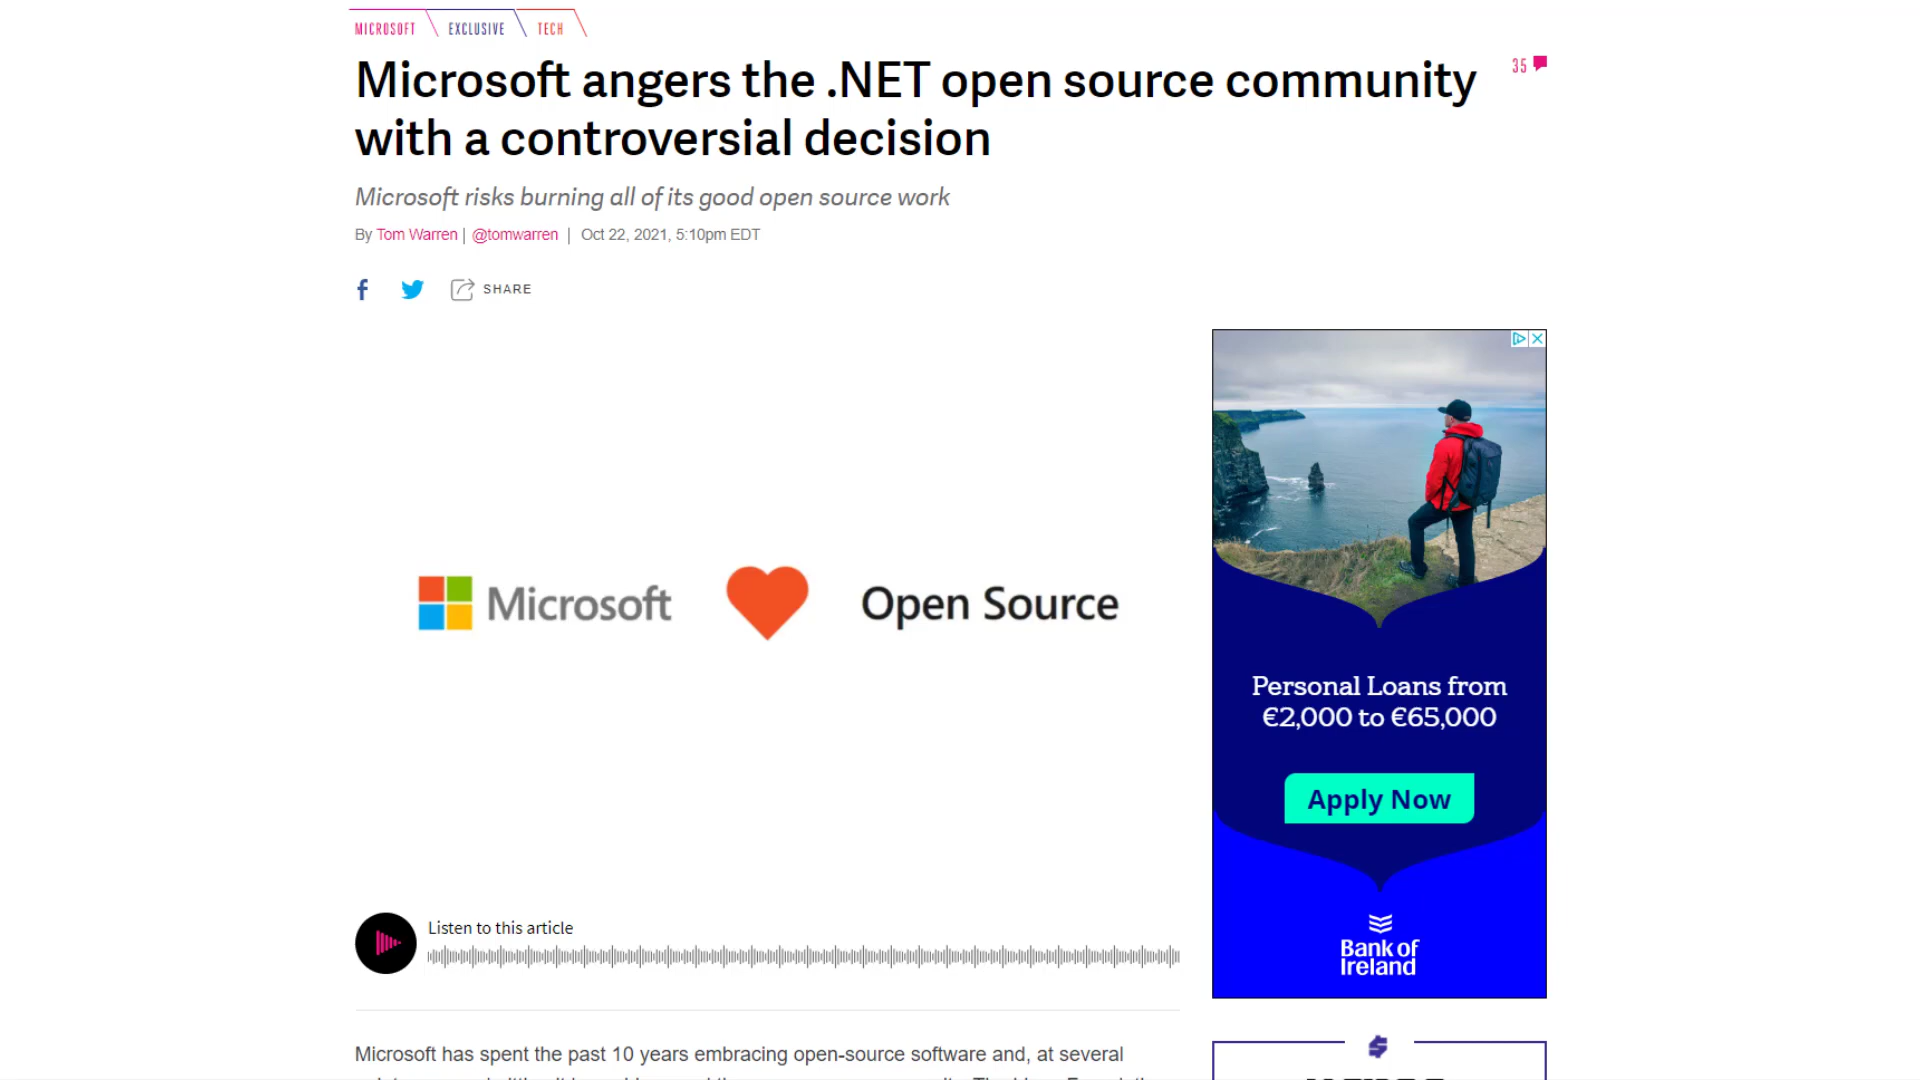 MICROSOFT EXCLUSIVE TECH
Microsoft angers the .NET open source community
with a controversial decision
35
Microsoft risks burning all of its good open source work
By Tom Warren | @tomwarren | Oct 22, 2021, 5:10pm EDT
SHARE
Microsoft Open Source
Personal Loans from
€2,000 to €65,000
Apply Now
Bank of
Ireland
Listen to this article
Microsoft has spent the past 10 years embracing open-source software and, at several